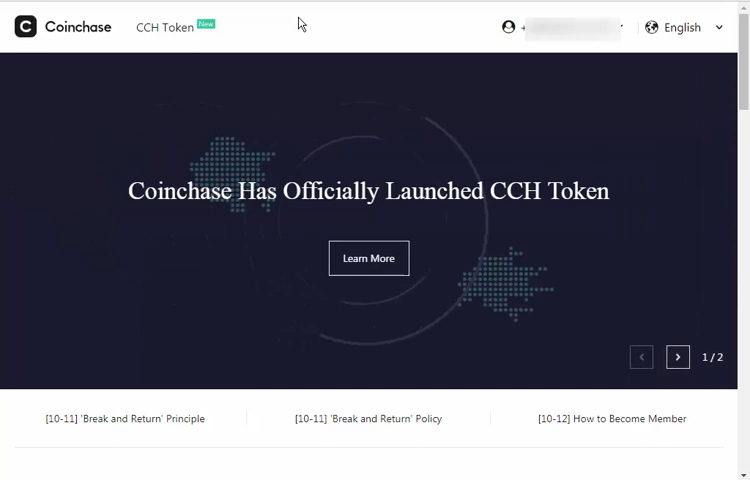 Coinchase
CCH Token New
+
English
Coinchase Has Officially Launched CCH Token
Learn More
1 / 2
[10-11] 'Break and Return' Principle
[10-11] 'Break and Return' Policy
[10-12] How to Become Member